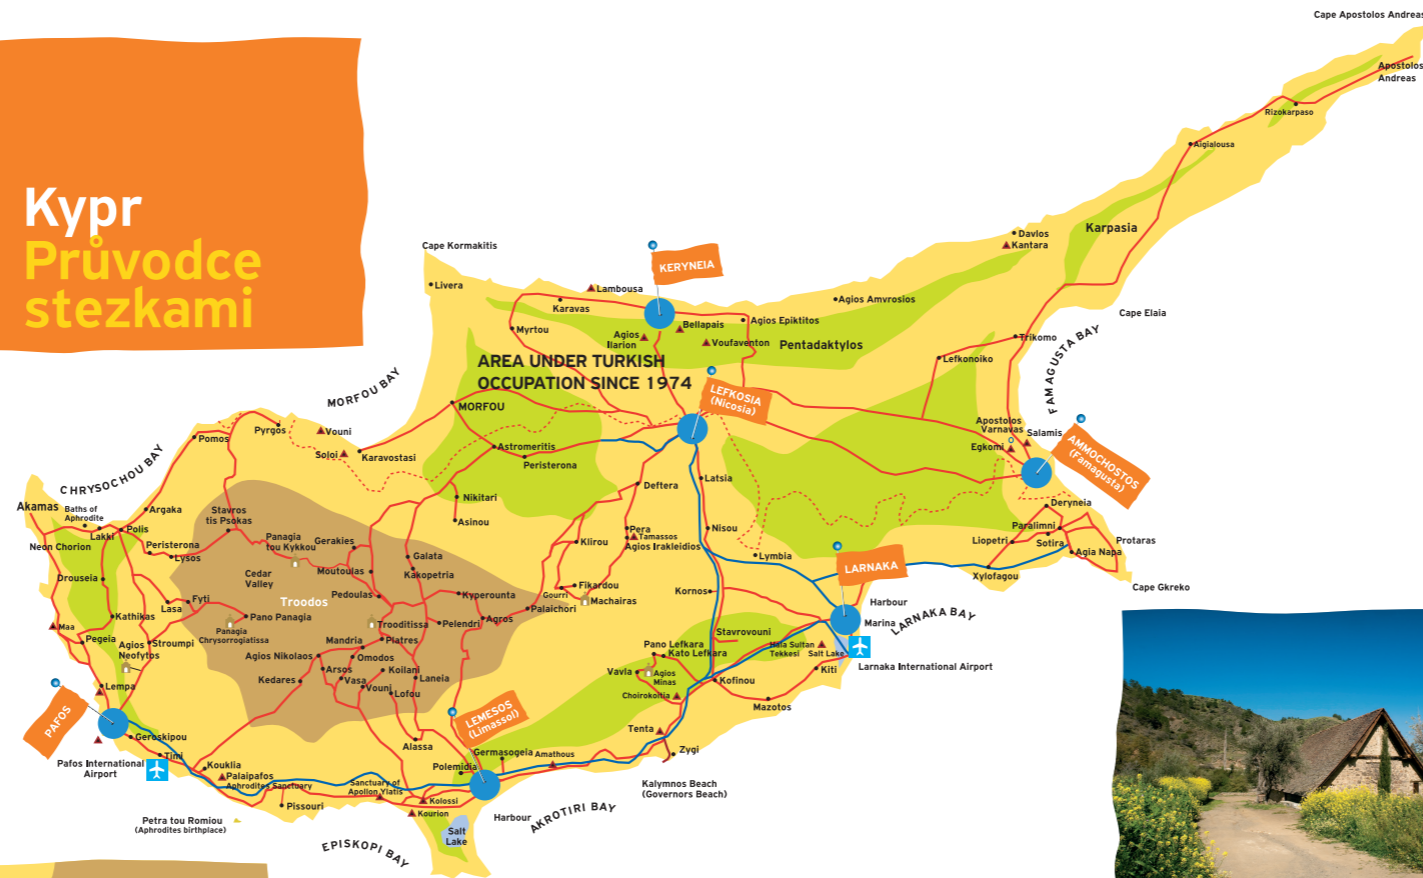 Cape Apostolos Andreas
Apostolos
Andreas
Rizokarpaso
Aigialousa
Kypr
Průvodce
stezkami
Karpasia
Davlos
Kantara
Cape Kormakitis
KERYNEIA
Livera
Lambousa
Karavas
Agios Amvrosios
Cape Elaia
Myrtou
Agios
Ilarion
Bellapais
Agios Epiktitos
Voufaventon
Pentadaktylos
Trikomo
Lefkonoiko
FAMAGUSTA BAY
AREA UNDER TURKISH
OCCUPATION SINCE 1974
MORFOU BAY
LEFKOSIA
(Nicosia)
MORFOU
Pyrgos
Vouni
Pomos
Soloi
Karavostasi
Astromeritis
Peristerona
Apostolos
Varnavas
Salamis
Egkomi
AMMOCHOSTOS
(Famagusta)
CHRYSOCHOU BAY
Deftera
Latsia
Nikitari
Akamas
Baths of
Aphrodite
Argaka
Stavros
tis Psokas
Asinou
Deryneia
Lakki
Polis
Neon Chorion
Peristerona
Lysos
Panagia
tou Kykkou
Gerakies
Galata
Klirou
Pera
Tamassos
Agios Irakleidios
Nisou
Lymbia
Paralimni
Liopetri
Sotira
Protaras
Agia Napa
Xylofagou
Cape Gkreko
Drouseia
Cedar
Valley
Moutoulas
Kakopetria
LARNAKA
Fyti
Lasa
Troodos
Pedoulas
Kyperounta
Fikardou
Gourri
Machairas
Kornos
Harbour
Marina
LARNAKA BAY
Kathikas
Pano Panagia
Palaichori
Maa
Panagia
Chrysorrogiatissa
Trooditissa
Pelendri
Agros
Stavrovouni
Pegeia
Agios
Neofytos
Stroumpi
Mandria
Platres
Pano Lefkara
Kato Lefkara
Hala Sultan
Tekkesi
Salt Lake
Larnaka International Airport
Agios Nikolaos
Omodos
Arsos
Koilani
Vavla
Agios
Minas
Kiti
Kedares
Vasa
Laneia
Kofinou
Lempa
Vouni
Lofou
Choirokoitia
Mazotos
PAFOS
LEMESOS
(Limassol)
Geroskipou
Tenta
Alassa
Timi
Germasogeia
Amathous
Zygi
Pafos International
Airport
Kouklia
Polemidia
Palaipafos
Aphrodites Sanctuary
Sanctuary of
Apollon Ylatis
Kalymnos Beach
(Governors Beach)
Pissouri
Kolossi
Kourion
Petra tou Romiou
(Aphrodites birthplace)
Harbour
AKROTIRI BAY
Salt
Lake
EPISKOPI BAY